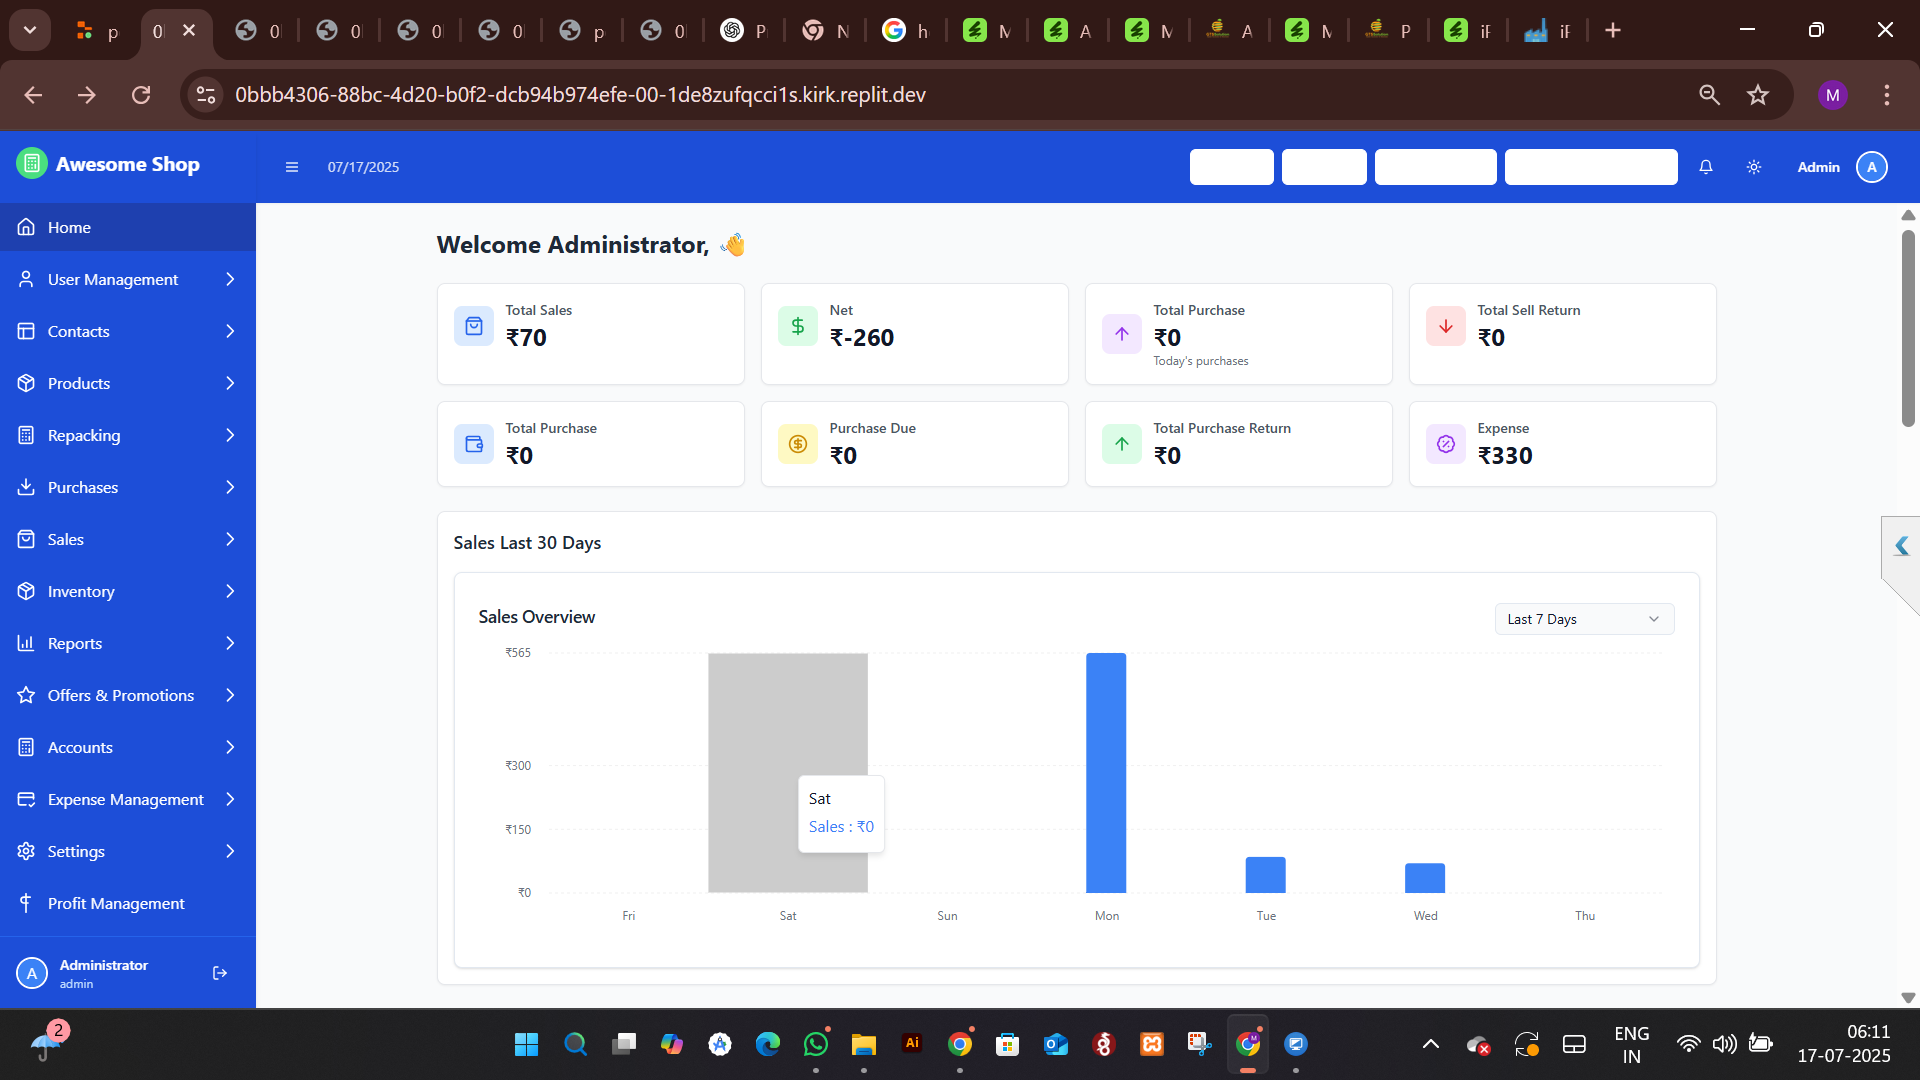 p
0
0
0
0
0
p
0
P
N
h
M
A
M
A
M
P
iF
iF
0bbb4306-88bc-4d20-b0f2-dcb94b974efe-00-1de8zufqcci1s.kirk.replit.dev
M
Awesome Shop
07/17/2025
Admin
A
Home
User Management
Contacts
Products
Repacking
Purchases
Sales
Inventory
Reports
Offers & Promotions
Accounts
Expense Management
Settings
Profit Management
A
Administrator
admin
Welcome Administrator, 👋
Total Sales
₹70
Net
₹-260
Total Purchase
₹0
Today's purchases
Total Sell Return
₹0
Total Purchase
₹0
Purchase Due
₹0
Total Purchase Return
₹0
Expense
₹330
Sales Last 30 Days
Sales Overview
Last 7 Days
₹565
₹300
₹150
₹0
Sat
Sales : ₹0
Fri
Sat
Sun
Mon
Tue
Wed
Thu
2
Ai
ENG
IN
06:11
17-07-2025